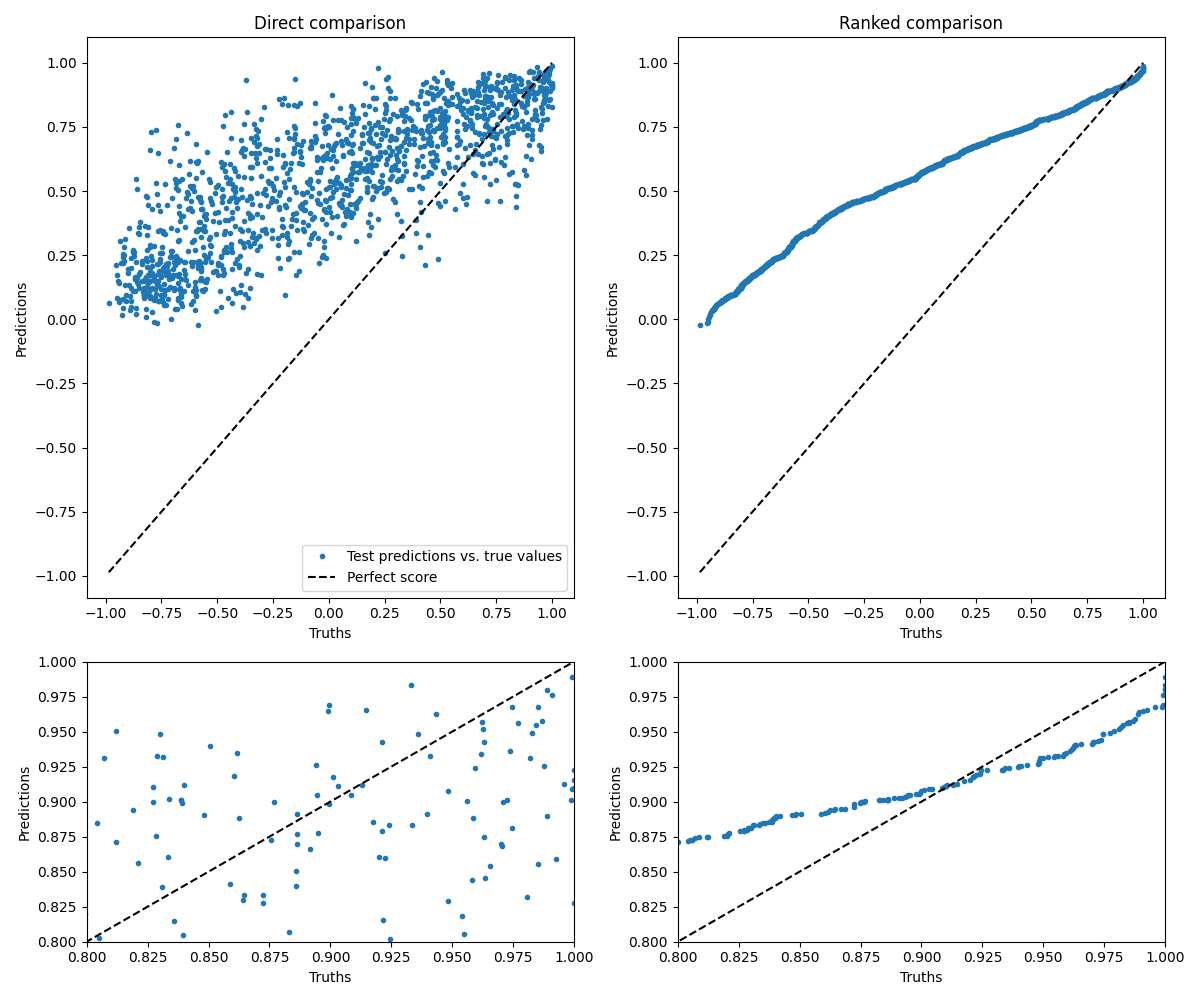 Direct comparison
1.00
0.75
0.50
0.25
0.00
−0.25
−0.50
−0.75
−1.00
Predictions
Test predictions vs. true values
Perfect score
−1.00 −0.75 −0.50 −0.25 0.00 0.25 0.50 0.75 1.00
Truths
Ranked comparison
1.00
0.75
0.50
0.25
0.00
−0.25
−0.50
−0.75
−1.00
Predictions
−1.00 −0.75 −0.50 −0.25 0.00 0.25 0.50 0.75 1.00
Truths
1.000
0.975
0.950
0.925
0.900
0.875
0.850
0.825
0.800
Predictions
0.800 0.825 0.850 0.875 0.900 0.925 0.950 0.975 1.000
Truths
1.000
0.975
0.950
0.925
0.900
0.875
0.850
0.825
0.800
Predictions
0.800 0.825 0.850 0.875 0.900 0.925 0.950 0.975 1.000
Truths